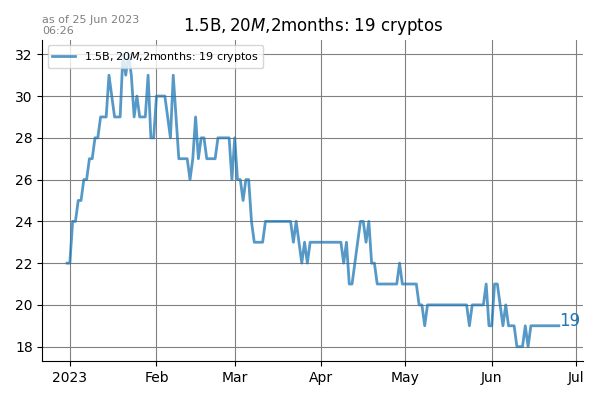 as of 25 Jun 2023
06:26
1.5B, 20M,2months: 19 cryptos
1.5B, 20M,2months: 19 cryptos
32
30
28
26
24
22
20
18
19
2023 Feb Mar Apr May Jun Jul